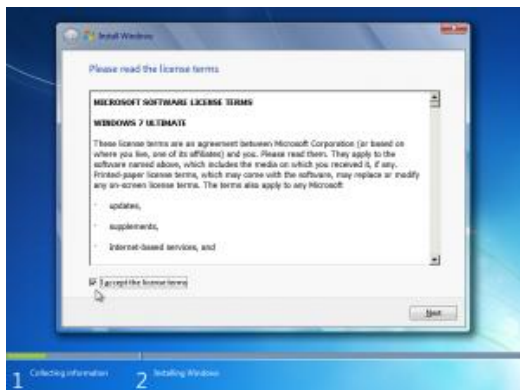 Install Windows
Please read the license terms
MICROSOFT SOFTWARE LICENSE TERMS
WINDOWS 7 ULTIMATE
These license terms are an agreement between Microsoft Corporation (or based on
where you live, one of its affiliates) and you. Please read them. They apply to the
software named above, which includes the media on which you received it, if any.
Printed-paper license terms, which may come with the software, may replace or modify
any on-screen license terms. The terms also apply to any Microsoft
· updates,
· supplements,
· Internet-based services, and
I accept the license terms
Next
1 Collecting information
2 Installing Windows